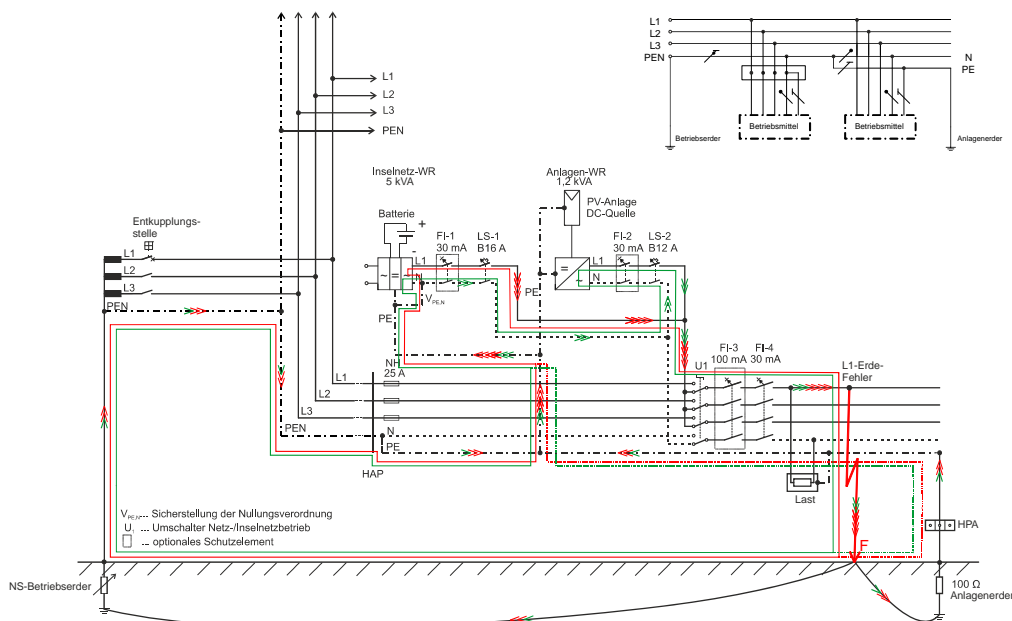 L1
L2
L3
PEN
N
PE
Betriebsmittel
Betriebsmittel
Betriebserder
Anlagenerder
L1
L2
L3
PEN
Inselnetz-WR
5 kVA
Anlagen-WR
1,2 kVA
PV-Anlage
DC-Quelle
Batterie
+
-
FI-1
30 mA
LS-1
B16 A
FI-2
30 mA
LS-2
B12 A
Entkupplungs-
stelle
L1
L2
L3
PEN
L1
N
L1
N
~
=
=
~
V PE,N
PE
PE
NH
25 A
FI-3
100 mA
FI-4
30 mA
U1
L1-Erde-
Fehler
L1
L2
L3
PEN
N
PE
HAP
Last
HPA
F
V PE,N ... Sicherstellung der Nullungsverordnung
U 1 ... Umschalter Netz-/Inselnetzbetrieb
... optionales Schutzelement
NS-Betriebserder
100 Ω
Anlagenerder